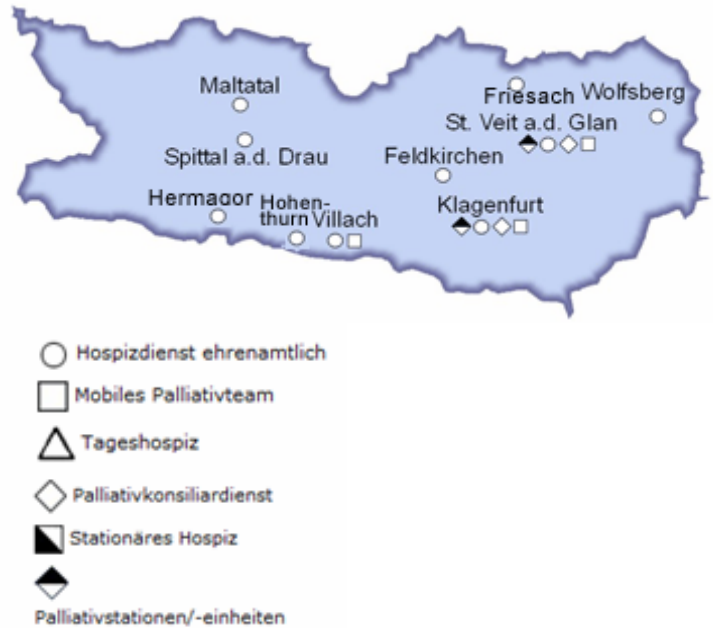 Maltatal
Friesach
Wolfsberg
St. Veit a.d. Glan
Spittal a.d. Drau
Feldkirchen
Hermagor
Hohen-
thurn
Villach
Klagenfurt
Hospizdienst ehrenamtlich
Mobiles Palliativteam
Tageshospiz
Palliativkonsiliardienst
Stationäres Hospiz
Palliativstationen/-einheiten